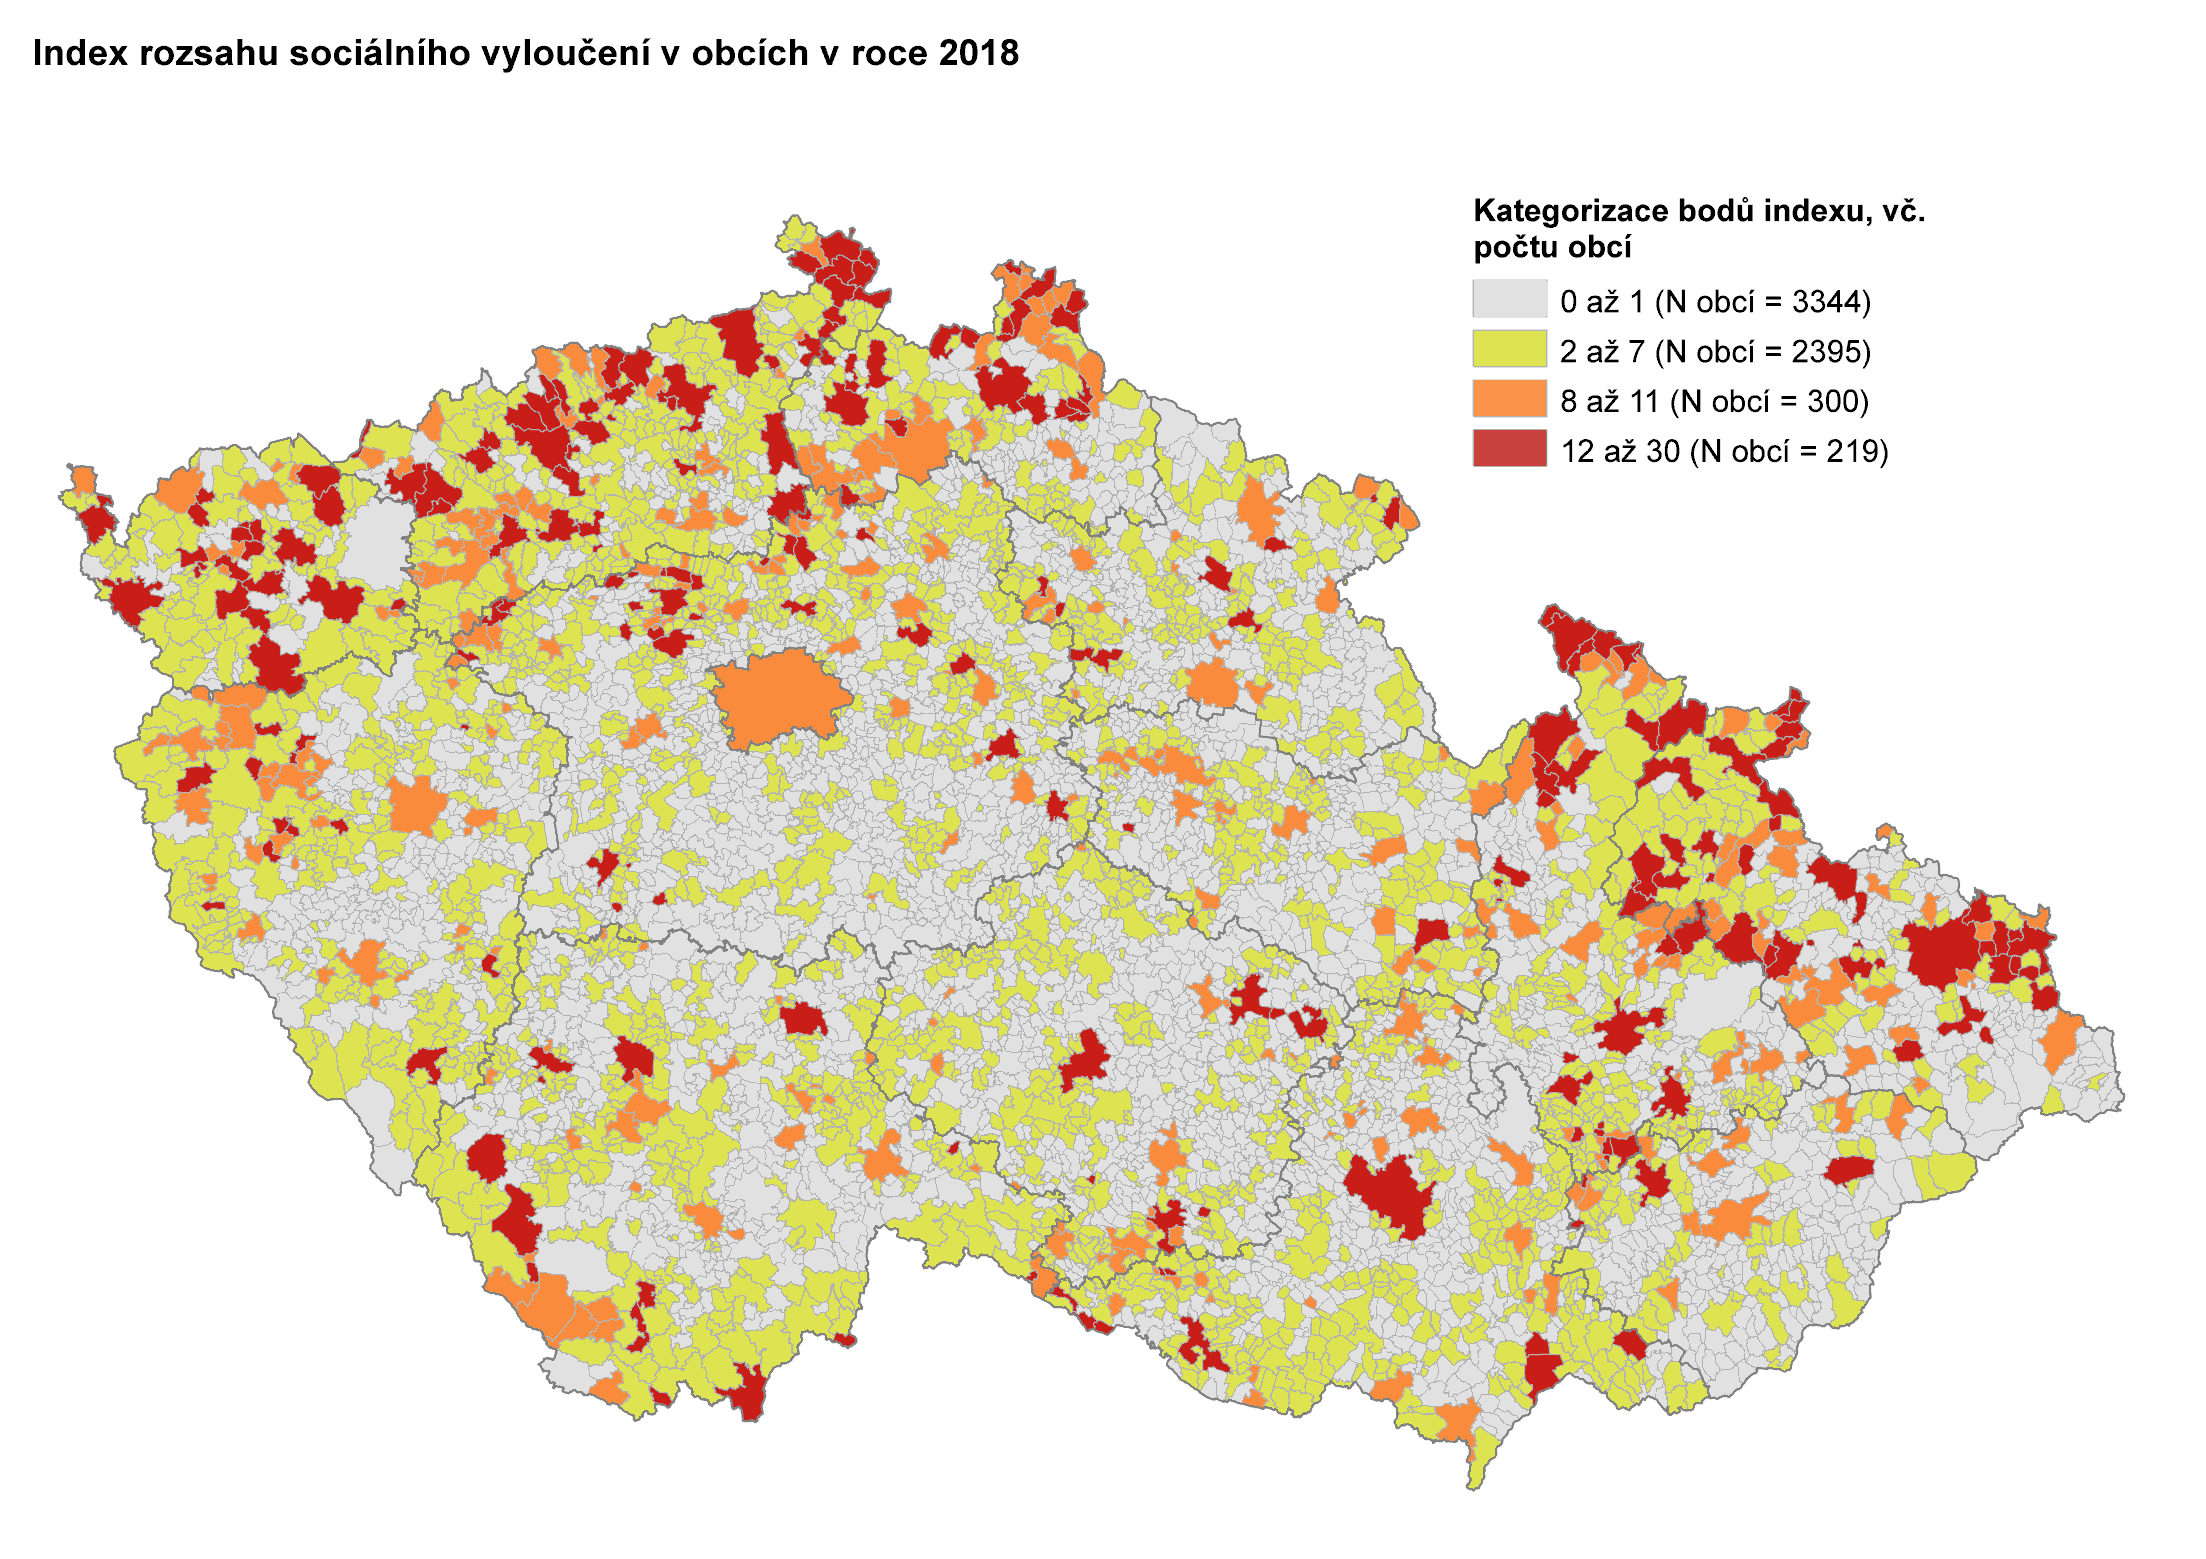 Index rozsahu sociálního vyloučení v obcích v roce 2018
Kategorizace bodů indexu, vč.
počtu obcí
0 až 1 (N obcí = 3344)
2 až 7 (N obcí = 2395)
8 až 11 (N obcí = 300)
12 až 30 (N obcí = 219)